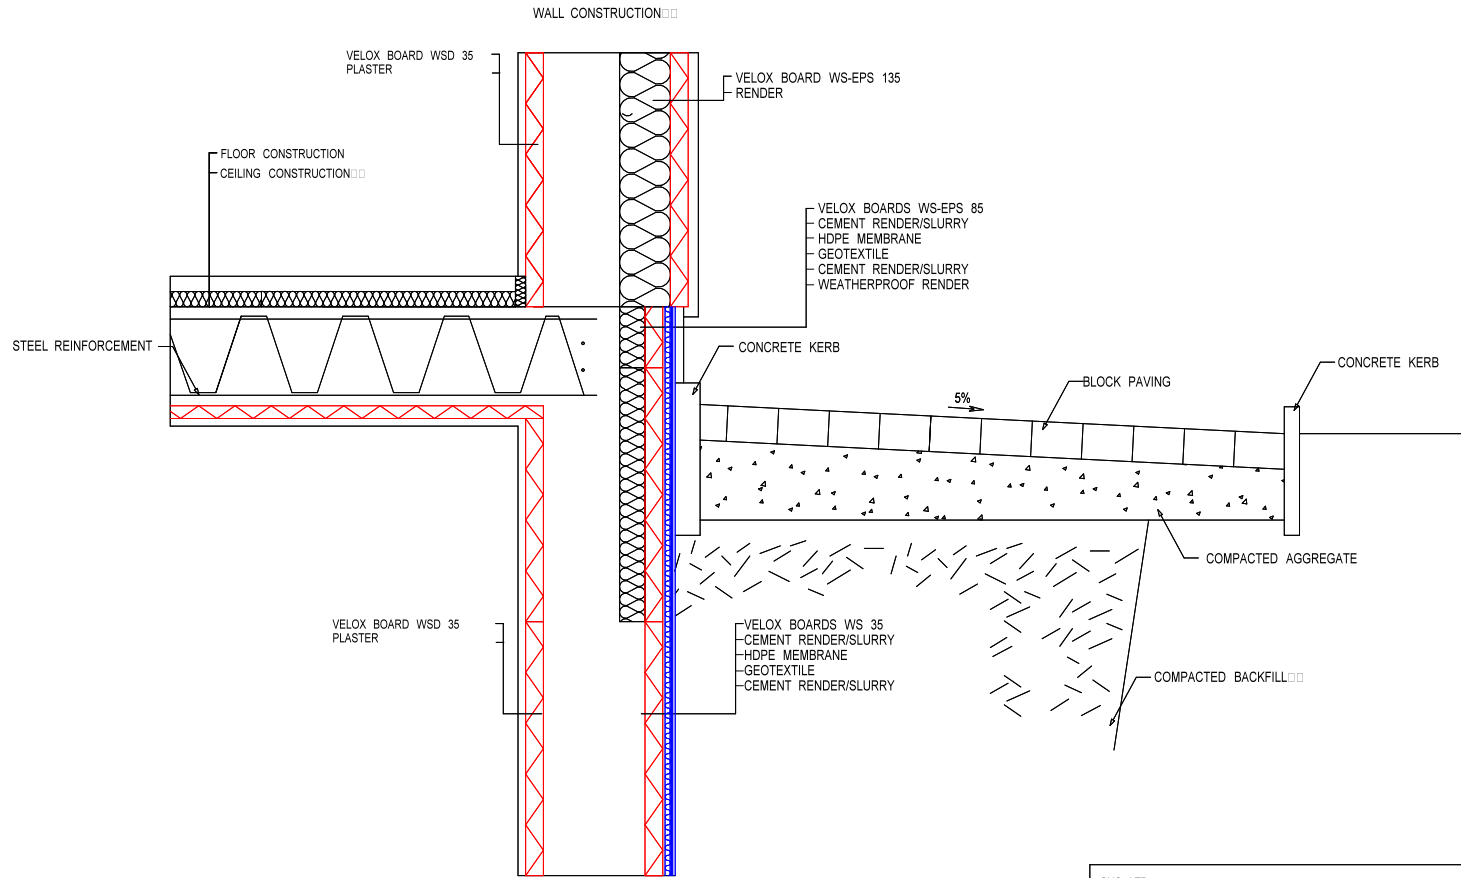 WALL CONSTRUCTION
VELOX BOARD WSD 35
PLASTER
VELOX BOARD WS-EPS 135
RENDER
FLOOR CONSTRUCTION
CEILING CONSTRUCTION
VELOX BOARDS WS-EPS 85
CEMENT RENDER/SLURRY
HDPE MEMBRANE
GEOTEXTILE
CEMENT RENDER/SLURRY
WEATHERPROOF RENDER
STEEL REINFORCEMENT
CONCRETE KERB
CONCRETE KERB
BLOCK PAVING
5%
COMPACTED AGGREGATE
VELOX BOARD WSD 35
PLASTER
VELOX BOARDS WS 35
CEMENT RENDER/SLURRY
HDPE MEMBRANE
GEOTEXTILE
CEMENT RENDER/SLURRY
COMPACTED BACKFILL